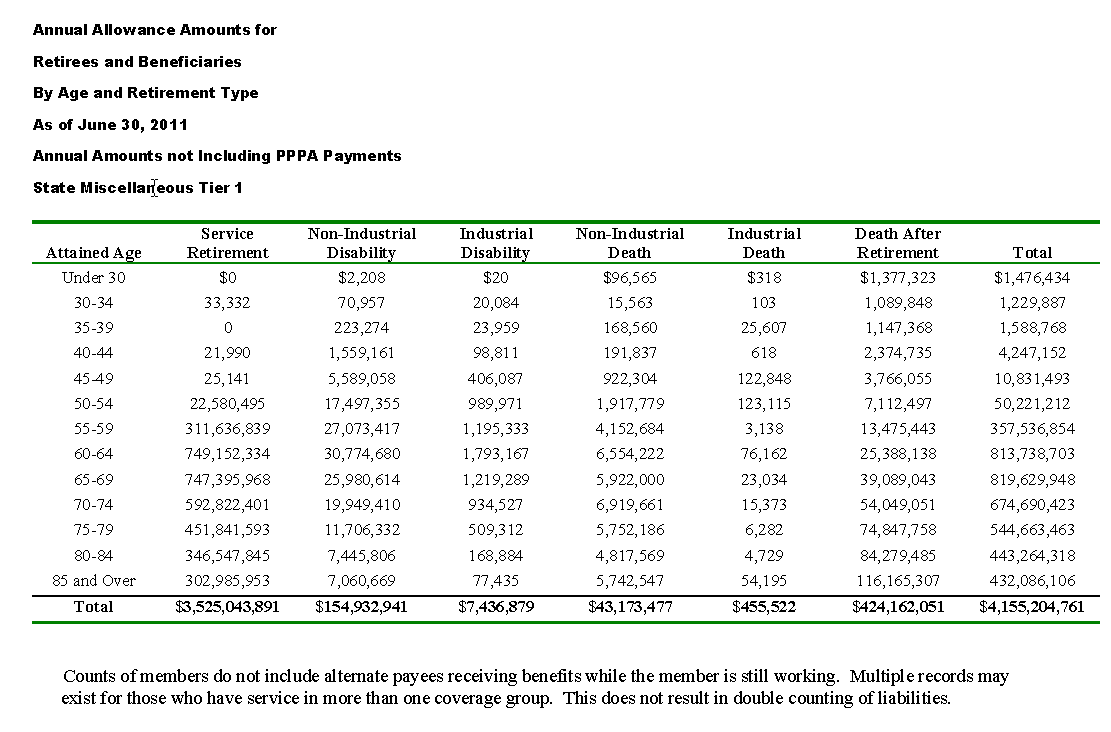 Annual Allowance Amounts for
Retirees and Beneficiaries
By Age and Retirement Type
As of June 30, 2011
Annual Amounts not Including PPPA Payments
State Miscellaneous Tier 1
Service Non-Industrial Industrial Non-Industrial Industrial Death After
Attained Age Retirement Disability Disability Death Death Retirement Total
Under 30 $0 $2,208 $20 $96,565 $318 $1,377,323 $1,476,434
30-34 33,332 70,957 20,084 15,563 103 1,089,848 1,229,887
35-39 0 223,274 23,959 168,560 25,607 1,147,368 1,588,768
40-44 21,990 1,559,161 98,811 191,837 618 2,374,735 4,247,152
45-49 25,141 5,589,058 406,087 922,304 122,848 3,766,055 10,831,493
50-54 22,580,495 17,497,355 989,971 1,917,779 123,115 7,112,497 50,221,212
55-59 311,636,839 27,073,417 1,195,333 4,152,684 3,138 13,475,443 357,536,854
60-64 749,152,334 30,774,680 1,793,167 6,554,222 76,162 25,388,138 813,738,703
65-69 747,395,968 25,980,614 1,219,289 5,922,000 23,034 39,089,043 819,629,948
70-74 592,822,401 19,949,410 934,527 6,919,661 15,373 54,049,051 674,690,423
75-79 451,841,593 11,706,332 509,312 5,752,186 6,282 74,847,758 544,663,463
80-84 346,547,845 7,445,806 168,884 4,817,569 4,729 84,279,485 443,264,318
85 and Over 302,985,953 7,060,669 77,435 5,742,547 54,195 116,165,307 432,086,106
Total $3,525,043,891 $154,932,941 $7,436,879 $43,173,477 $455,522 $424,162,051 $4,155,204,761
Counts of members do not include alternate payees receiving benefits while the member is still working. Multiple records may
exist for those who have service in more than one coverage group. This does not result in double counting of liabilities.